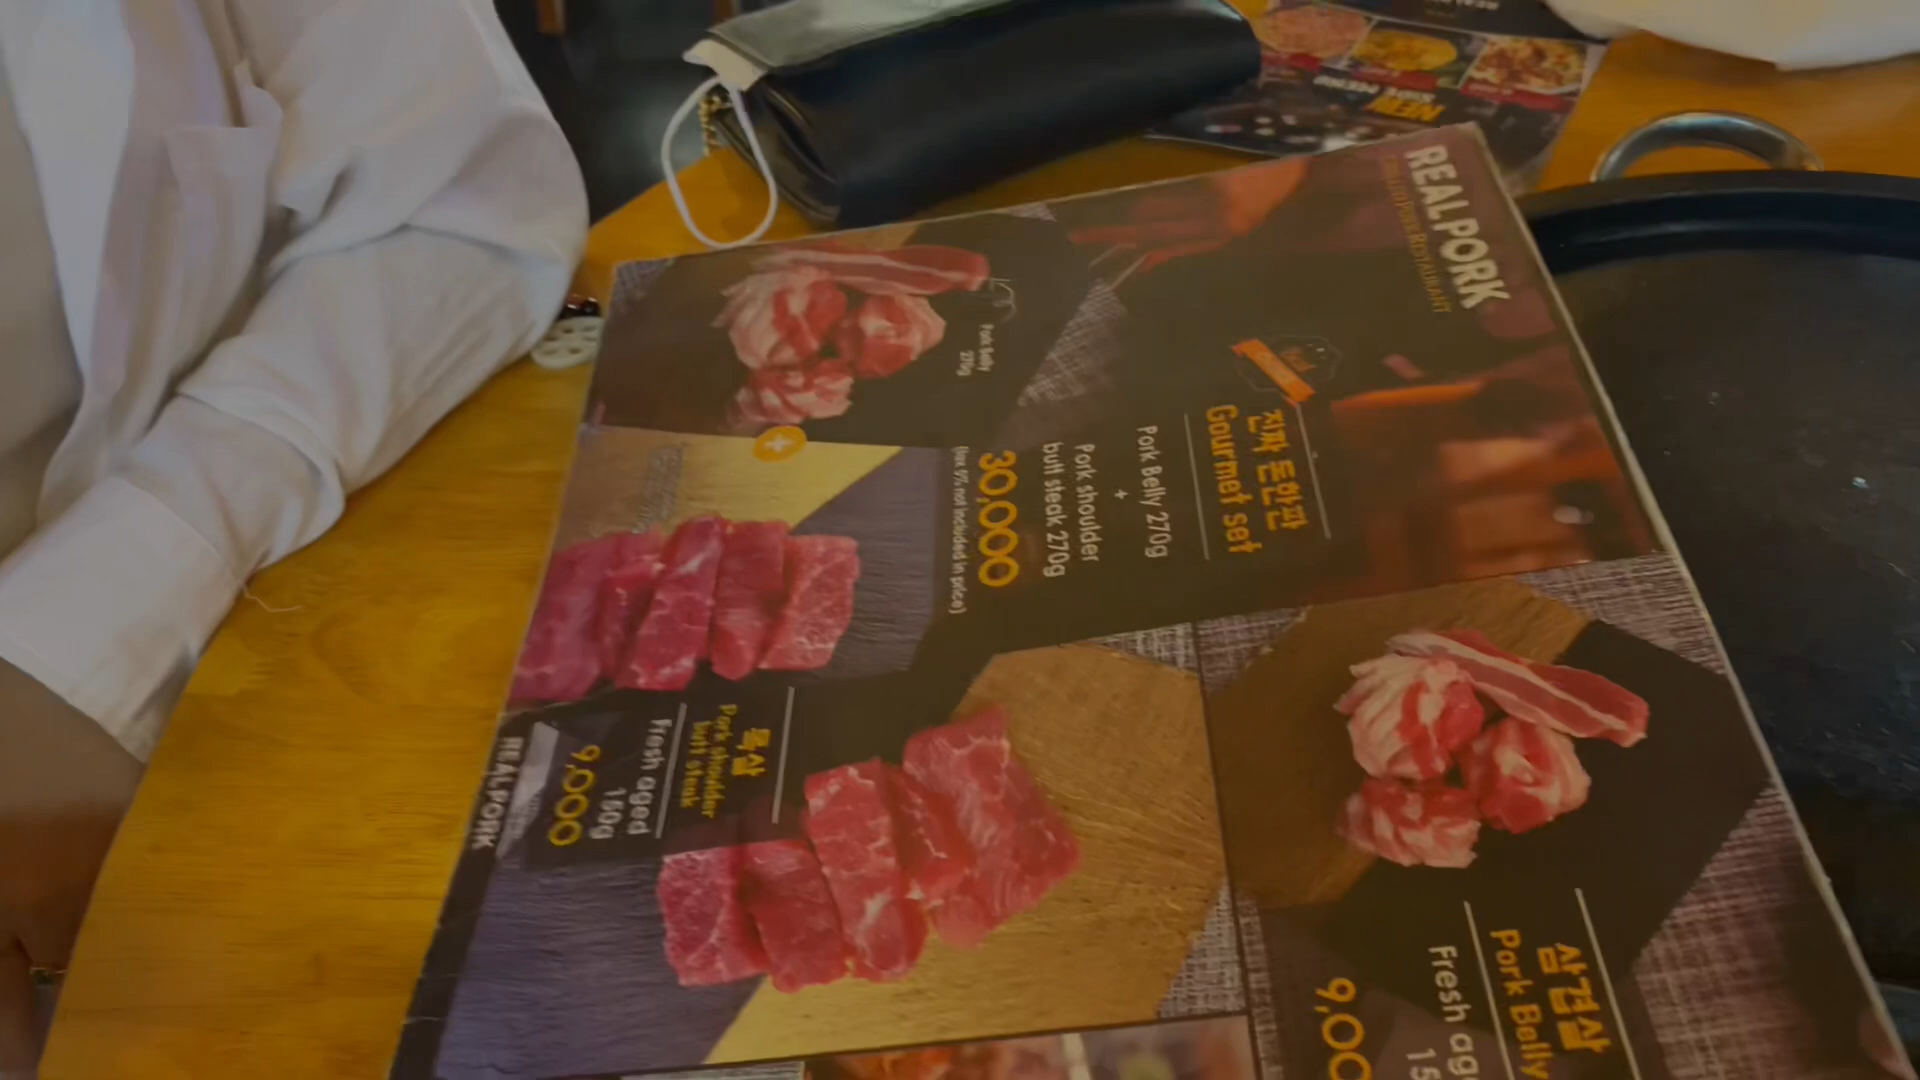 REALPORK
진짜 돈한판
Gourmet set
Pork Belly 270g
+
Pork shoulder
butt steak 270g
30,000
(tax 5% not included in price)
Pork Belly
270g
목살
Pork shoulder
butt steak
Fresh aged
150g
9,000
REALPORK
삼겹살
Pork Belly
Fresh ag
15
9,00
NEW